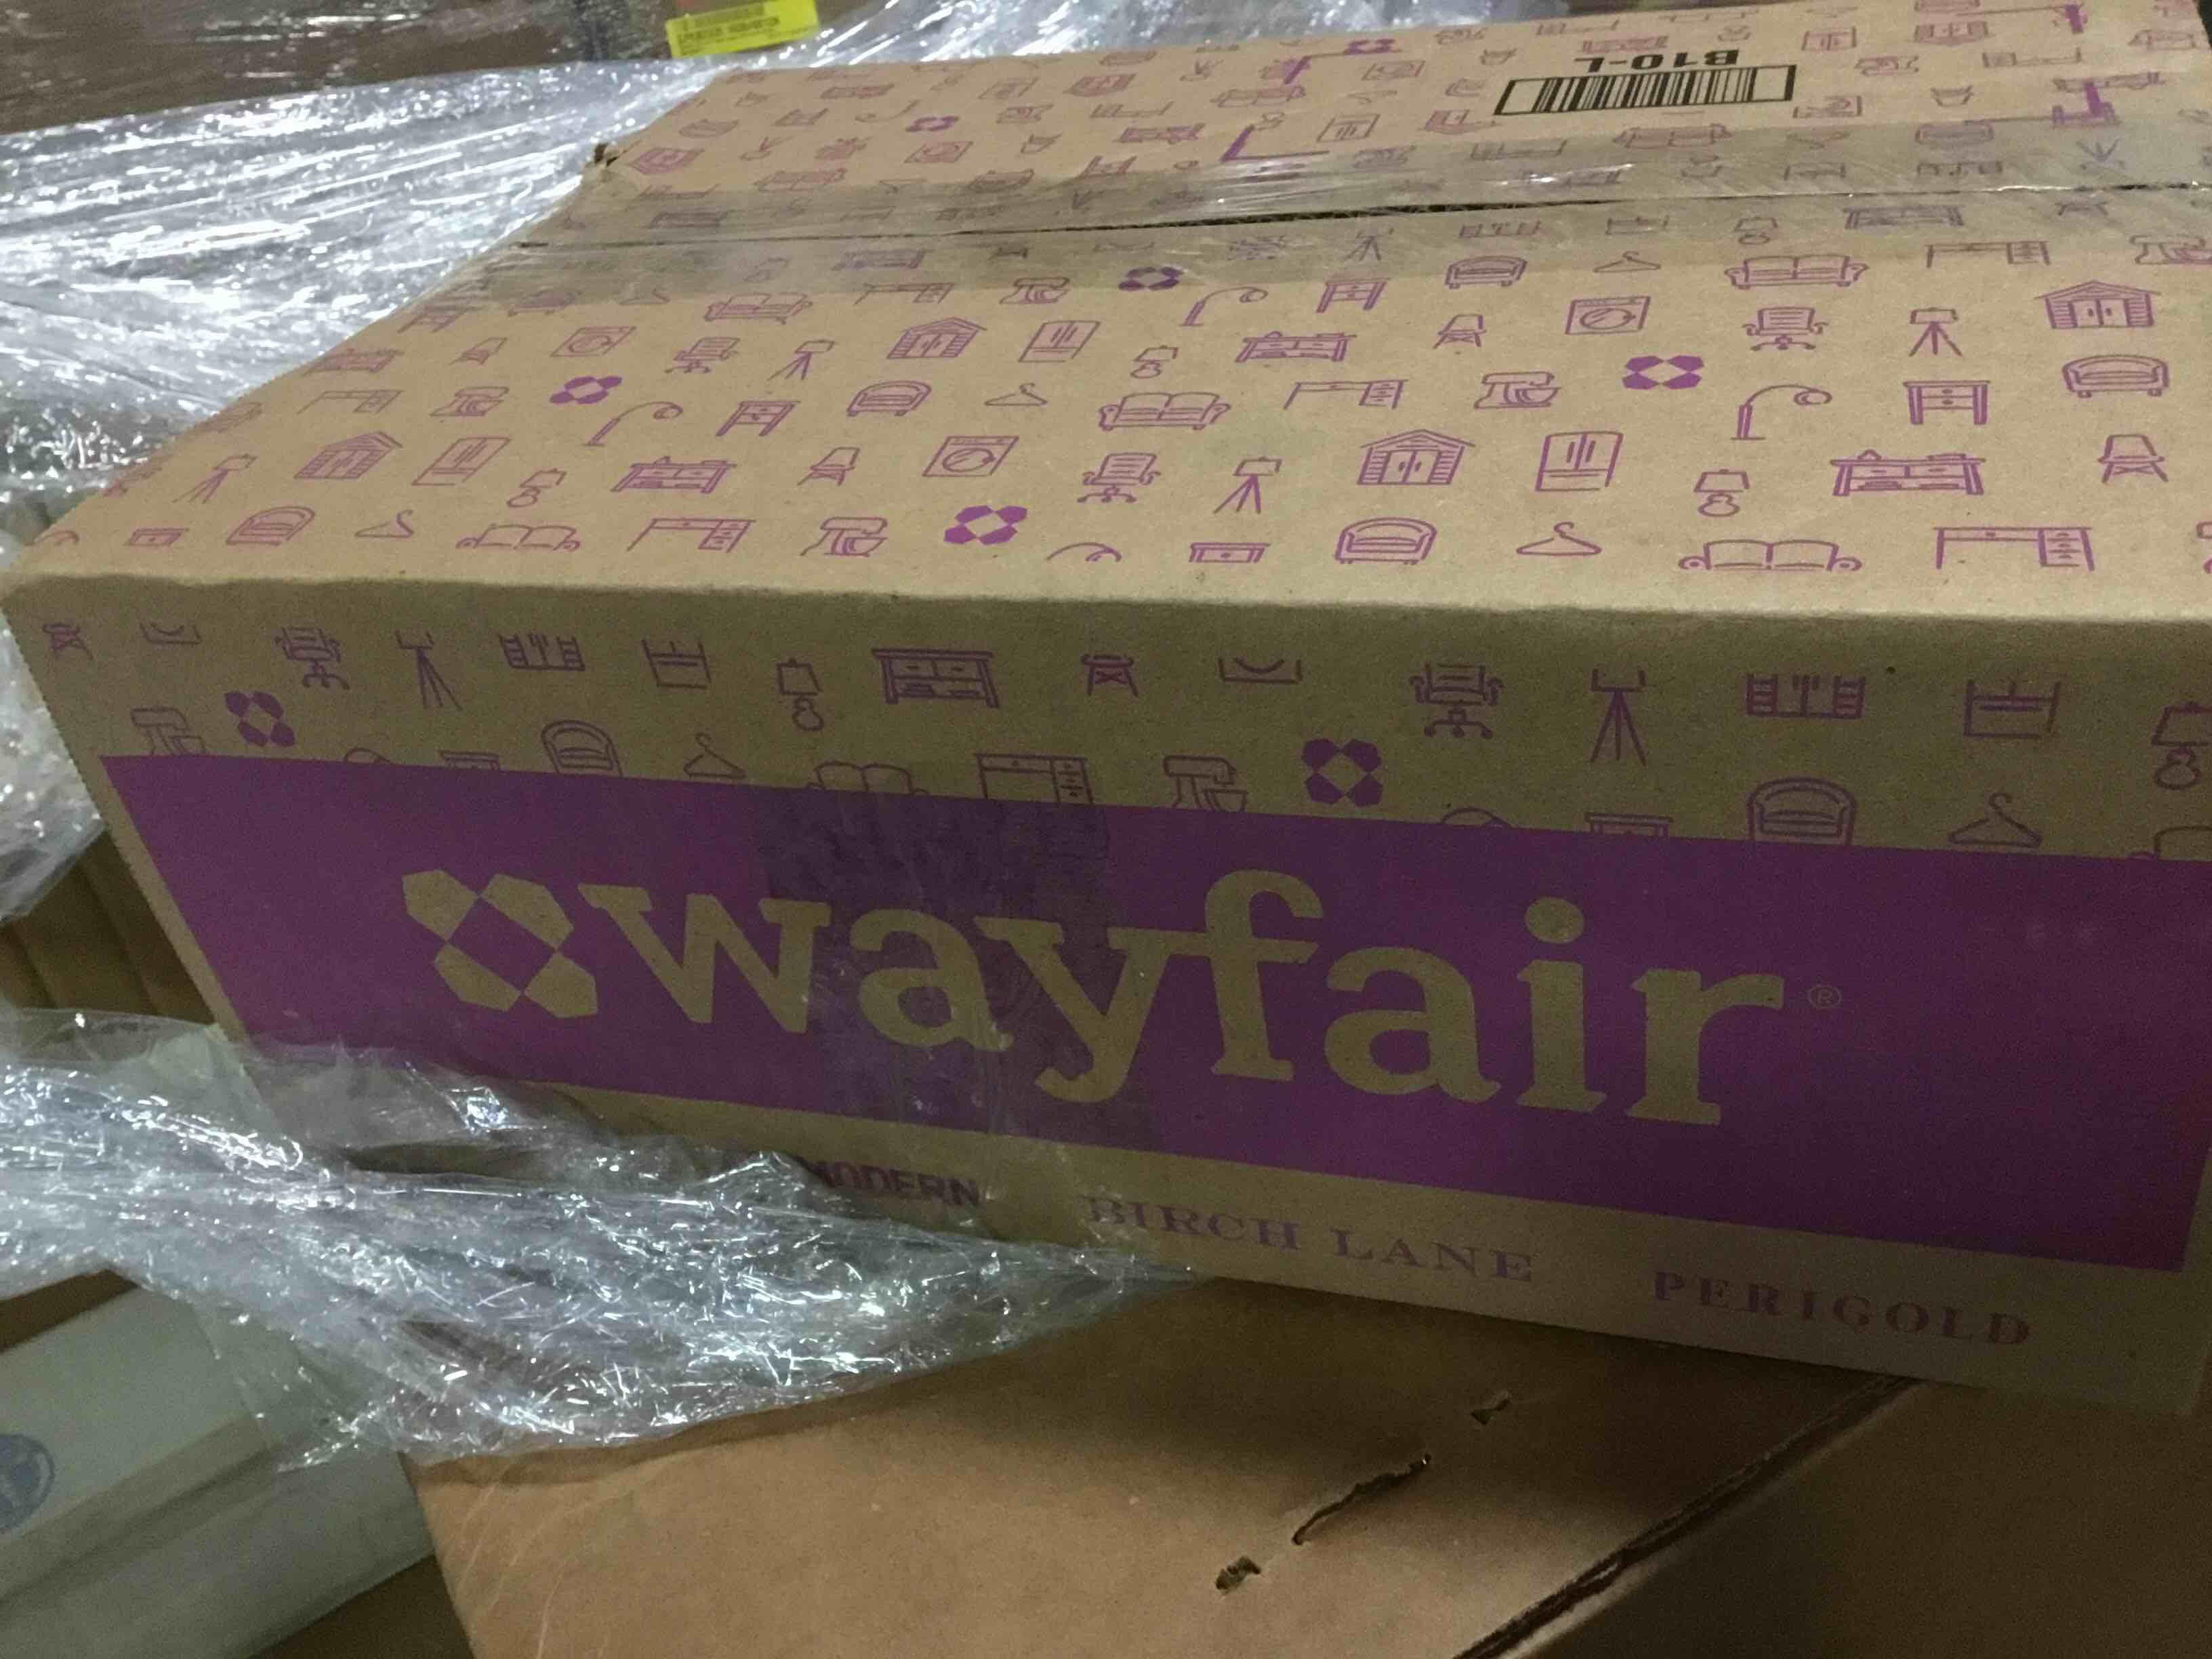 B10-L
wayfair®
MODERN
BIRCH LANE
PERIGOLD